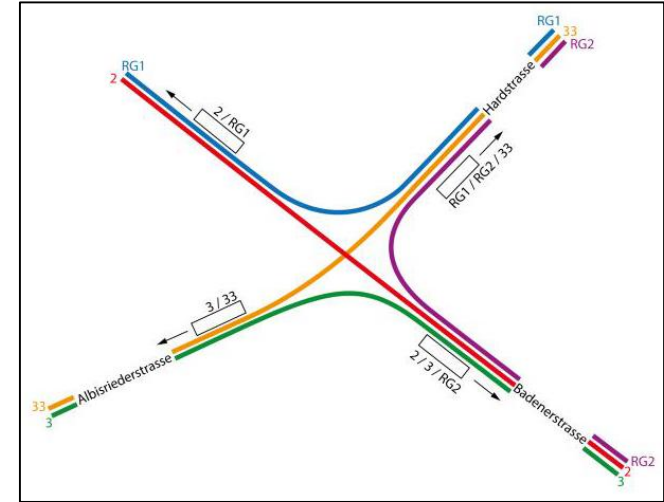 RG1
33
RG2
Hardstrasse
RG1
2
2 / RG1
RG1 / RG2 / 33
3 / 33
2 / 3 / RG2
Albisriederstrasse
33
3
Badenerstrasse
RG2
2
3